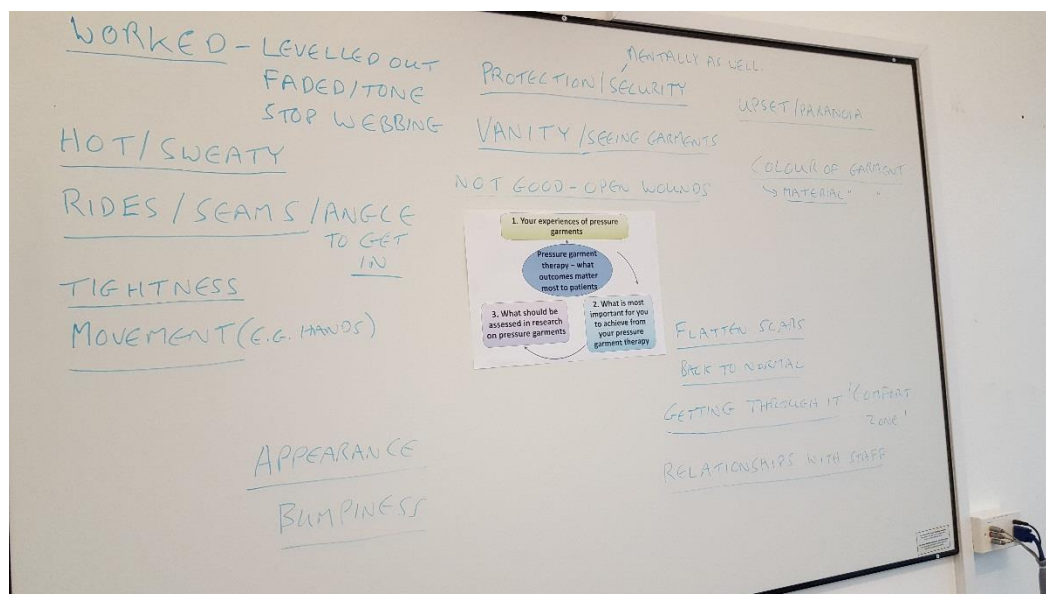 WORKED - LEVELLED OUT
FADED/TONE
STOP WEBBING
HOT/SWEATY
RIDES/SEAMS/ANGLE
TO GET
IN
TIGHTNESS
MOVEMENT (E.G. HANDS)
MENTALLY AS WELL.
PROTECTION/SECURITY
VANITY/SEEING GARMENTS
NOT GOOD - OPEN WOUNDS
UPSET/PARANOIA
COLOUR OF GARMENT
↳ MATERIAL " "
1. Your experiences of pressure
garments
Pressure garment
therapy – what
outcomes matter
most to patients
2. What is most
important for you
to achieve from
your pressure
garment therapy
3. What should be
assessed in research
on pressure garments
FLATTEN SCARS
BACK TO NORMAL
GETTING THROUGH IT 'COMFORT
ZONE'
RELATIONSHIPS WITH STAFF
APPEARANCE
BUMPINESS